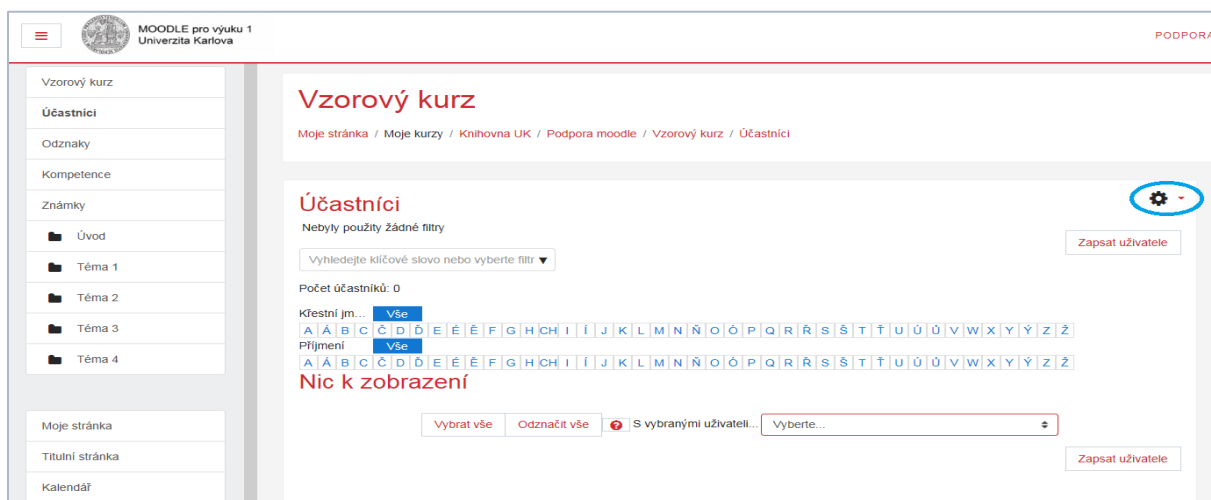 MOODLE pro výuku 1
Univerzita Karlova
PODPORA
Vzorový kurz
Účastníci
Odznaky
Kompetence
Známky
Úvod
Téma 1
Téma 2
Téma 3
Téma 4
Moje stránka
Titulní stránka
Kalendář
Vzorový kurz
Moje stránka / Moje kurzy / Knihovna UK / Podpora moodle / Vzorový kurz / Účastníci
Účastníci
Nebyly použity žádné filtry
Zapsat uživatele
Vyhledejte klíčové slovo nebo vyberte filtr ▼
Počet účastníků: 0
Křestní jm... Vše
A Á B C Č D Ď E É Ě F G H CH I Í J K L M N Ň O Ó P Q R Ř S Š T Ť U Ú Ů V W X Y Ý Z Ž
Příjmení Vše
A Á B C Č D Ď E É Ě F G H CH I Í J K L M N Ň O Ó P Q R Ř S Š T Ť U Ú Ů V W X Y Ý Z Ž
Nic k zobrazení
Vybrat vše Odznačit vše ? S vybranými uživateli... Vyberte...
Zapsat uživatele